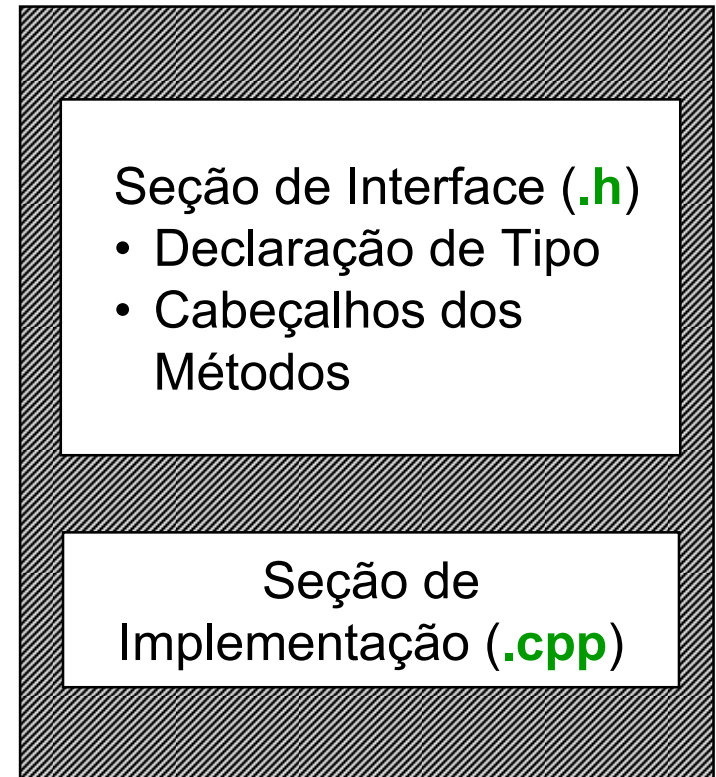 Seção de Interface (.h)
• Declaração de Tipo
• Cabeçalhos dos
Métodos
Seção de
Implementação (.cpp)